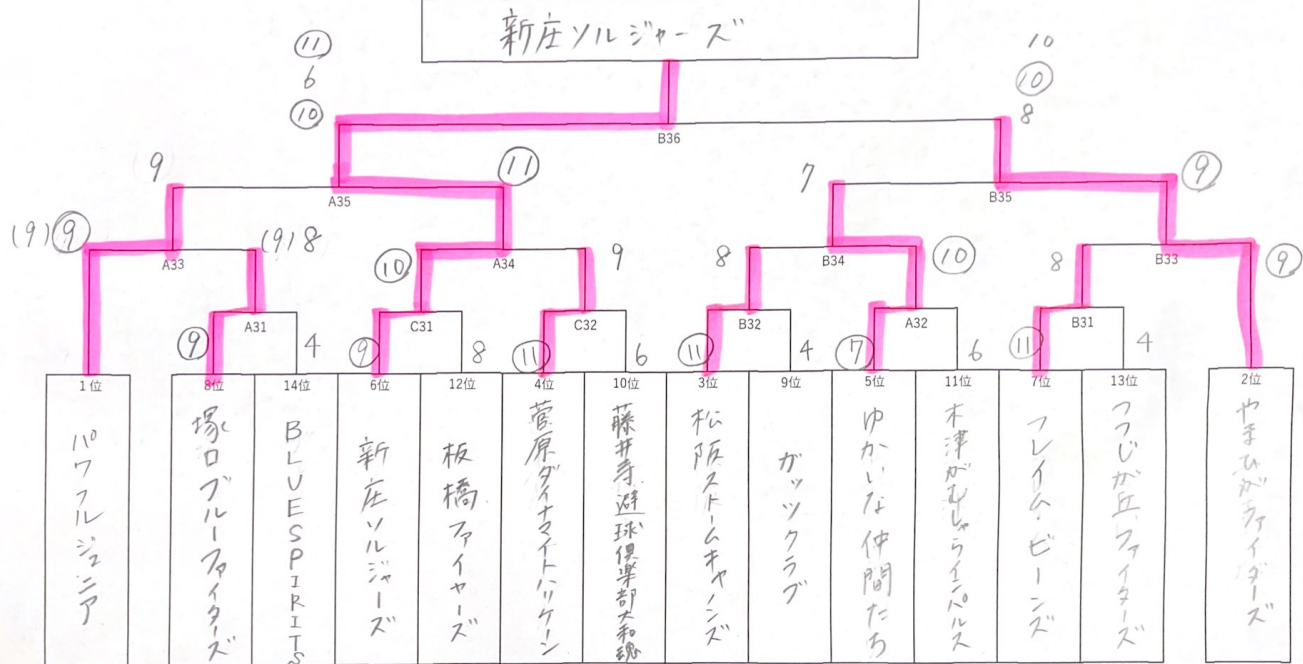 新庄ソルジャーズ
⑪ 10
6 ⑩
⑩ 8
B36
9 ⑪ 7 ⑨
A35 B35
(9)⑨ (9)8 ⑩ 9 8 ⑩ 8 ⑨
A33 A34 B34 B33
A31 C31 C32 B32 A32 B31
⑨ 4 ⑨ 8 ⑪ 6 ⑪ 4 ⑦ 6 ⑪ 4
1位 8位 14位 6位 12位 4位 10位 3位 9位 5位 11位 7位 13位 2位
パワフルジュニア
塚口ブルーファイターズ
BLUESPIRITS
新庄ソルジャーズ
板橋ファイヤーズ
菅原ダイナマイトハリケーン
藤井寺避球倶楽部大和魂
松阪ストームキャノンズ
ガッツクラブ
ゆかいな仲間たち
木津がむしゃらインパルス
フレイム・ビーンズ
つつじが丘ファイターズ
やまひがファイダーズ